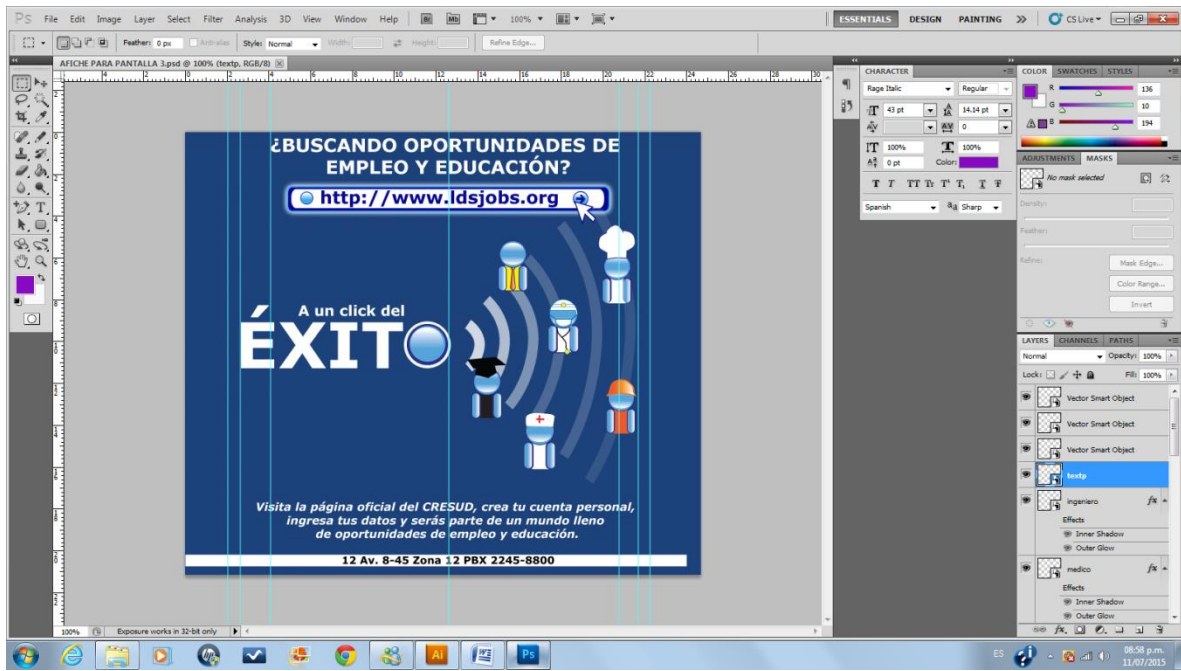 PS File Edit Image Layer Select Filter Analysis 3D View Window Help Br Mb 100% ESSENTIALS DESIGN PAINTING CS Live
Feather: 0 px Anti-alias Style: Normal Width: Height: Refine Edge...
AFICHE PARA PANTALLA 3.psd @ 100% (textp, RGB/8)
¿BUSCANDO OPORTUNIDADES DE
EMPLEO Y EDUCACIÓN?
http://www.ldsjobs.org
A un click del
ÉXITO
Visita la página oficial del CRESUD, crea tu cuenta personal,
ingresa tus datos y serás parte de un mundo lleno
de oportunidades de empleo y educación.
12 Av. 8-45 Zona 12 PBX 2245-8800
100% Exposure works in 32-bit only
CHARACTER
Rage Italic Regular
43 pt 14.14 pt
0
100% 100%
0 pt Color:
Spanish Sharp
COLOR SWATCHES STYLES
R 136
G 10
B 194
ADJUSTMENTS MASKS
No mask selected
Density:
Feather:
Refine: Mask Edge...
Color Range...
Invert
LAYERS CHANNELS PATHS
Normal Opacity: 100%
Lock: Fill: 100%
Vector Smart Object
Vector Smart Object
Vector Smart Object
textp
ingeniero fx
Effects
Inner Shadow
Outer Glow
medico fx
Effects
Inner Shadow
Outer Glow
Ai Ps ES 08:58 p.m.
11/07/2015